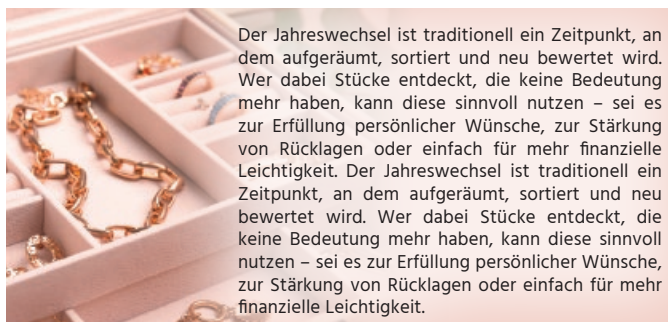 Der Jahreswechsel ist traditionell ein Zeitpunkt, an
dem aufgeräumt, sortiert und neu bewertet wird.
Wer dabei Stücke entdeckt, die keine Bedeutung
mehr haben, kann diese sinnvoll nutzen – sei es
zur Erfüllung persönlicher Wünsche, zur Stärkung
von Rücklagen oder einfach für mehr finanzielle
Leichtigkeit. Der Jahreswechsel ist traditionell ein
Zeitpunkt, an dem aufgeräumt, sortiert und neu
bewertet wird. Wer dabei Stücke entdeckt, die
keine Bedeutung mehr haben, kann diese sinnvoll
nutzen – sei es zur Erfüllung persönlicher Wünsche,
zur Stärkung von Rücklagen oder einfach für mehr
finanzielle Leichtigkeit.